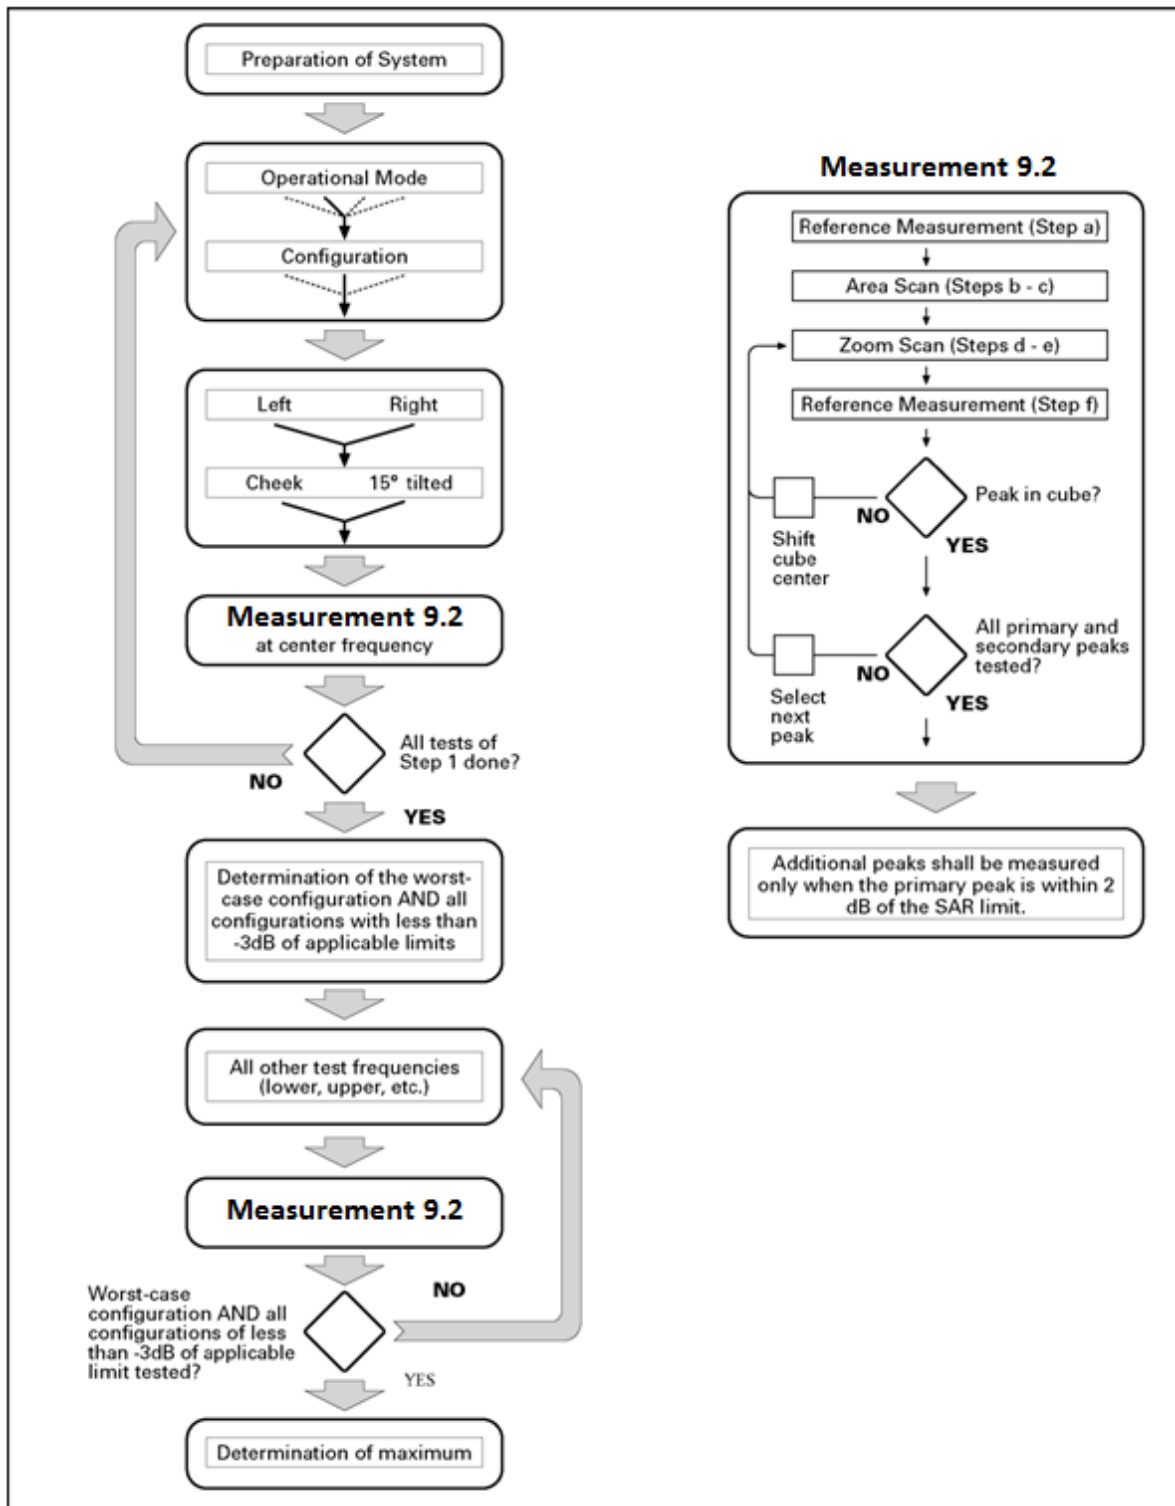 Preparation of System
Operational Mode
Configuration
Left Right
Cheek 15° tilted
Measurement 9.2
at center frequency
All tests of
Step 1 done?
NO
YES
Determination of the worst-
case configuration AND all
configurations with less than
-3dB of applicable limits
All other test frequencies
(lower, upper, etc.)
Measurement 9.2
NO
Worst-case
configuration AND all
configurations of less
than -3dB of applicable
limit tested?
YES
Determination of maximum
Measurement 9.2
Reference Measurement (Step a)
Area Scan (Steps b - c)
Zoom Scan (Steps d - e)
Reference Measurement (Step f)
Peak in cube?
NO
YES
Shift
cube
center
All primary and
secondary peaks
tested?
NO
YES
Select
next
peak
Additional peaks shall be measured
only when the primary peak is within 2
dB of the SAR limit.